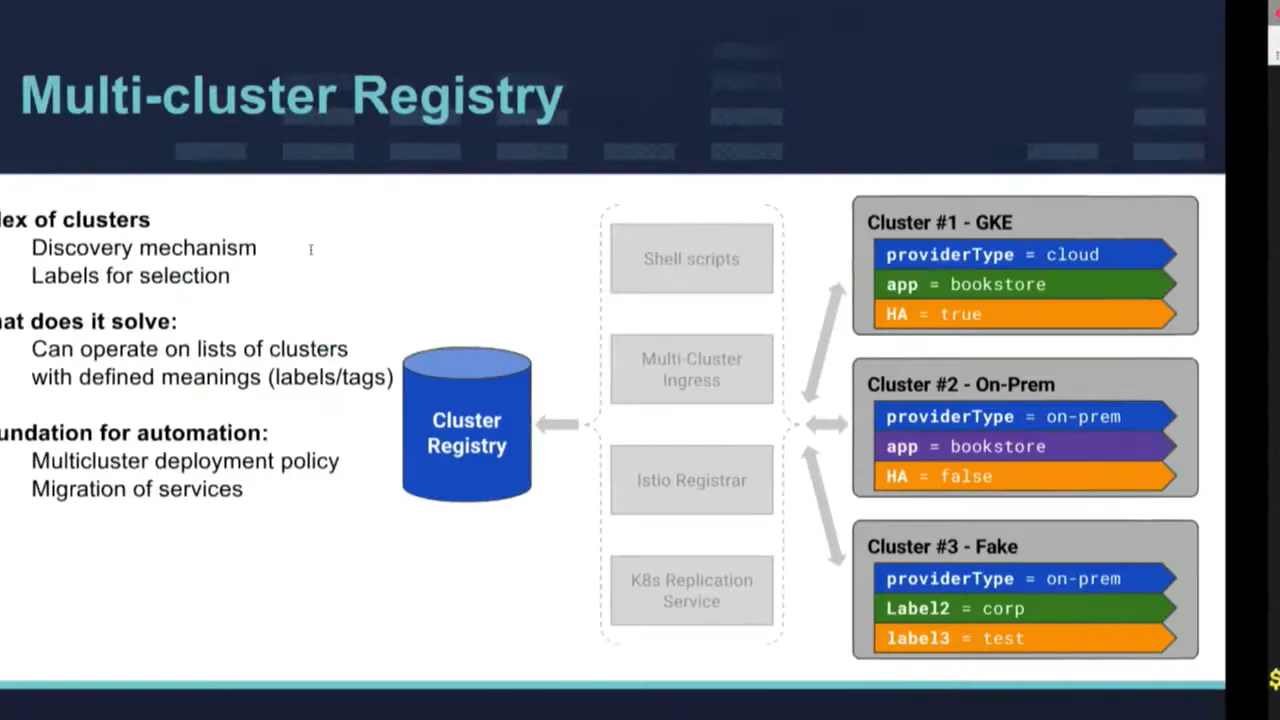 Multi-cluster Registry
dex of clusters
Discovery mechanism
Labels for selection
hat does it solve:
Can operate on lists of clusters
with defined meanings (labels/tags)
undation for automation:
Multicluster deployment policy
Migration of services
Cluster
Registry
Shell scripts
Multi-Cluster
Ingress
Istio Registrar
K8s Replication
Service
Cluster #1 - GKE
providerType = cloud
app = bookstore
HA = true
Cluster #2 - On-Prem
providerType = on-prem
app = bookstore
HA = false
Cluster #3 - Fake
providerType = on-prem
Label2 = corp
label3 = test
$